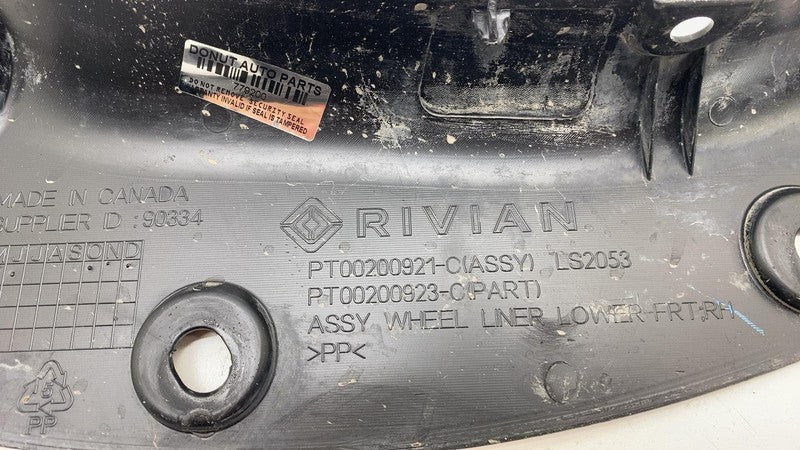 DONUT AUTO PARTS
DO NOT REMOVE SECURITY SEAL
WARRANTY INVALID IF SEAL IS TAMPERED
MADE IN CANADA
SUPPLIER ID : 90334
MJJASOND
RIVIAN
PT00200921-C(ASSY) LS2053
PT00200923-C(PART)
ASSY WHEEL LINER LOWER FRT RH
>PP<
PP